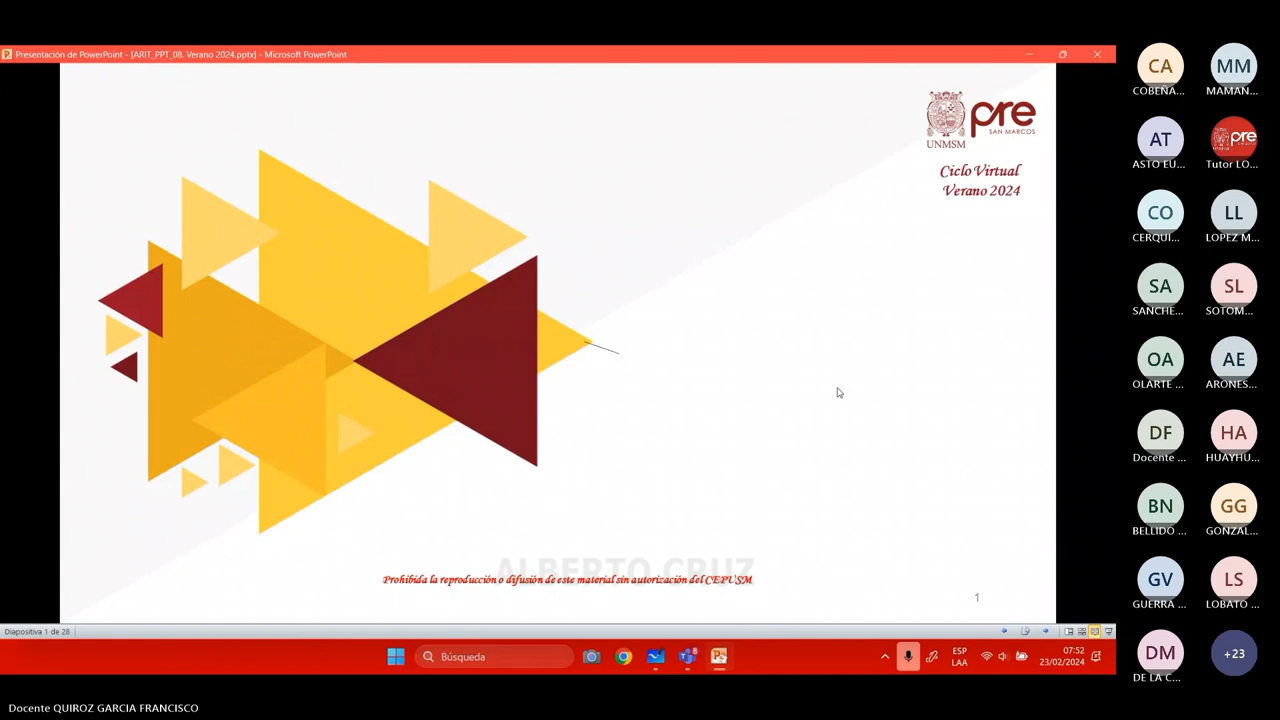 Presentación de PowerPoint - [ARIT_PPT_08. Verano 2024.pptx] - Microsoft PowerPoint
UNMSM
pre
SAN MARCOS
Ciclo Virtual
Verano 2024
ALBERTO CRUZ
Prohibida la reproducción o difusión de este material sin autorización del CEPUSM
1
Diapositiva 1 de 28
Búsqueda
8
ESP
LAA
07:52
23/02/2024
CA
COBEÑA...
MM
MAMAN...
AT
ASTO EU...
pre
Tutor LO...
CO
CERQUI...
LL
LOPEZ M...
SA
SANCHE...
SL
SOTOM...
OA
OLARTE ...
AE
ARONES...
DF
Docente ...
HA
HUAYHU...
BN
BELLIDO ...
GG
GONZAL...
GV
GUERRA ...
LS
LOBATO ...
DM
DE LA C...
+23
Docente QUIROZ GARCIA FRANCISCO